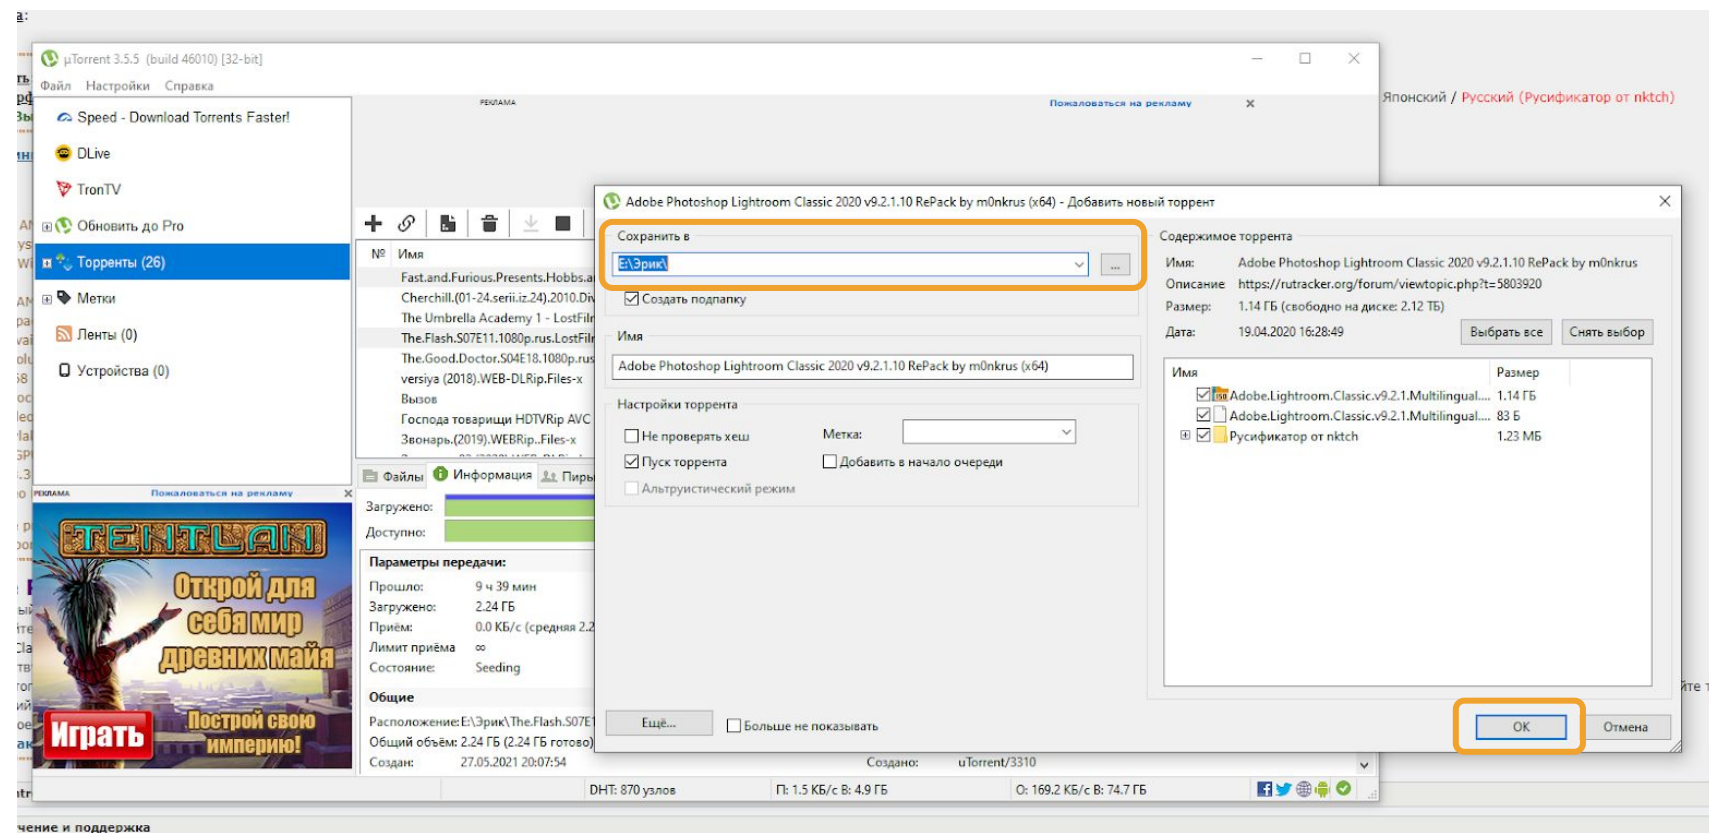 µTorrent 3.5.5 (build 46010) [32-bit]
Файл Настройки Справка
Японский / Русский (Русификатор от nktch)
РЕКЛАМА Пожаловаться на рекламу
Speed - Download Torrents Faster!
DLive
TronTV
Обновить до Pro
Торренты (26)
Метки
Ленты (0)
Устройства (0)
РЕКЛАМА Пожаловаться на рекламу
TENTLAN
Открой для
себя мир
древних майя
Играть
Построй свою
империю!
№ Имя
Fast.and.Furious.Presents.Hobbs.a
Cherchill.(01-24.serii.iz.24).2010.Div
The Umbrella Academy 1 - LostFilm
The.Flash.S07E11.1080p.rus.LostFilm
The.Good.Doctor.S04E18.1080p.rus
versiya (2018).WEB-DLRip.Files-x
Вызов
Господа товарищи HDTVRip AVC
Звонарь.(2019).WEBRip..Files-x
Файлы Информация Пиры
Загружено:
Доступно:
Параметры передачи:
Прошло: 9 ч 39 мин
Загружено: 2.24 ГБ
Приём: 0.0 КБ/с (средняя 2.2
Лимит приёма ∞
Состояние: Seeding
Общие
Расположение: E:\Эрик\The.Flash.S07E1
Общий объём: 2.24 ГБ (2.24 ГБ готово)
Создан: 27.05.2021 20:07:54 Создано: uTorrent/3310
DHT: 870 узлов П: 1.5 КБ/с В: 4.9 ГБ О: 169.2 КБ/с В: 74.7 ГБ
Adobe Photoshop Lightroom Classic 2020 v9.2.1.10 RePack by m0nkrus (x64) - Добавить новый торрент
Сохранить в
E:\Эрик\
...
Создать подпапку
Имя
Adobe Photoshop Lightroom Classic 2020 v9.2.1.10 RePack by m0nkrus (x64)
Настройки торрента
Не проверять хеш Метка:
Пуск торрента Добавить в начало очереди
Альтруистический режим
Ещё... Больше не показывать
Содержимое торрента
Имя: Adobe Photoshop Lightroom Classic 2020 v9.2.1.10 RePack by m0nkrus
Описание https://rutracker.org/forum/viewtopic.php?t=5803920
Размер: 1.14 ГБ (свободно на диске: 2.12 ТБ)
Дата: 19.04.2020 16:28:49 Выбрать все Снять выбор
Имя Размер
Adobe.Lightroom.Classic.v9.2.1.Multilingual.... 1.14 ГБ
Adobe.Lightroom.Classic.v9.2.1.Multilingual.... 83 Б
Русификатор от nktch 1.23 МБ
OK Отмена
чение и поддержка